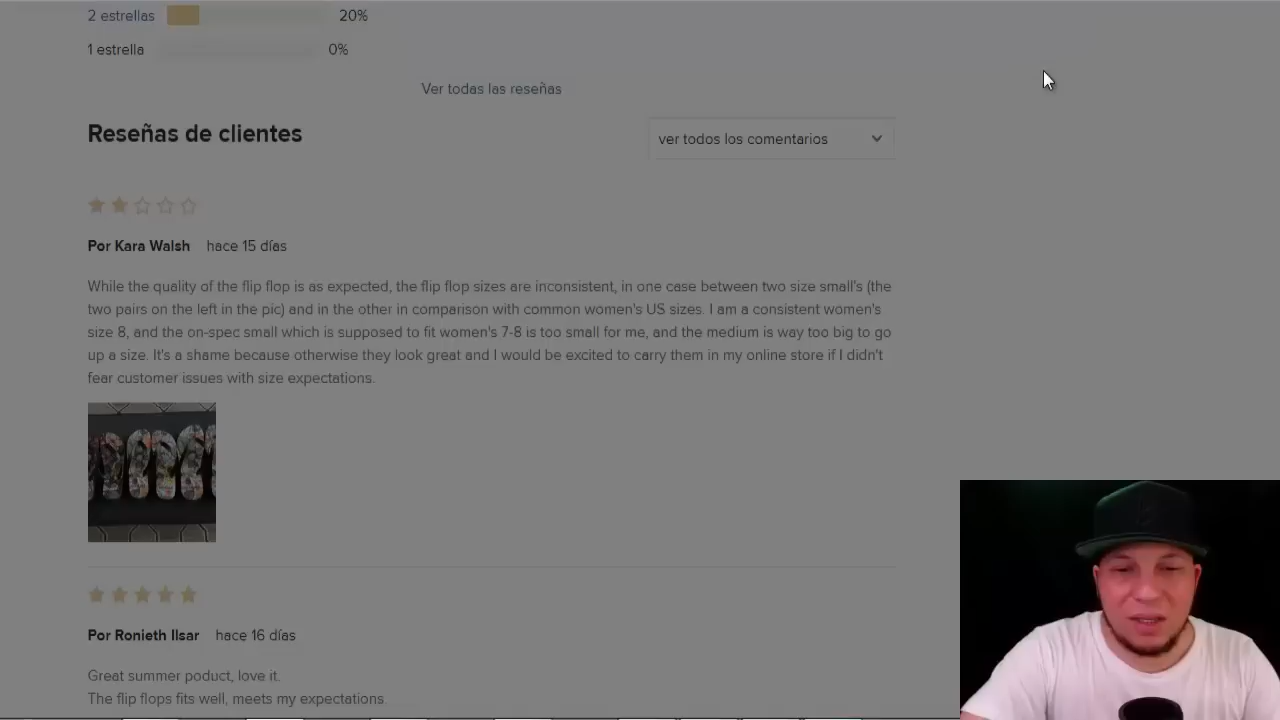 2 estrellas 20%
1 estrella 0%
Ver todas las reseñas
Reseñas de clientes
ver todos los comentarios
Por Kara Walsh hace 15 días
While the quality of the flip flop is as expected, the flip flop sizes are inconsistent, in one case between two size small's (the
two pairs on the left in the pic) and in the other in comparison with common women's US sizes. I am a consistent women's
size 8, and the on-spec small which is supposed to fit women's 7-8 is too small for me, and the medium is way too big to go
up a size. It's a shame because otherwise they look great and I would be excited to carry them in my online store if I didn't
fear customer issues with size expectations.
Por Ronieth Ilsar hace 16 días
Great summer poduct, love it.
The flip flops fits well, meets my expectations.